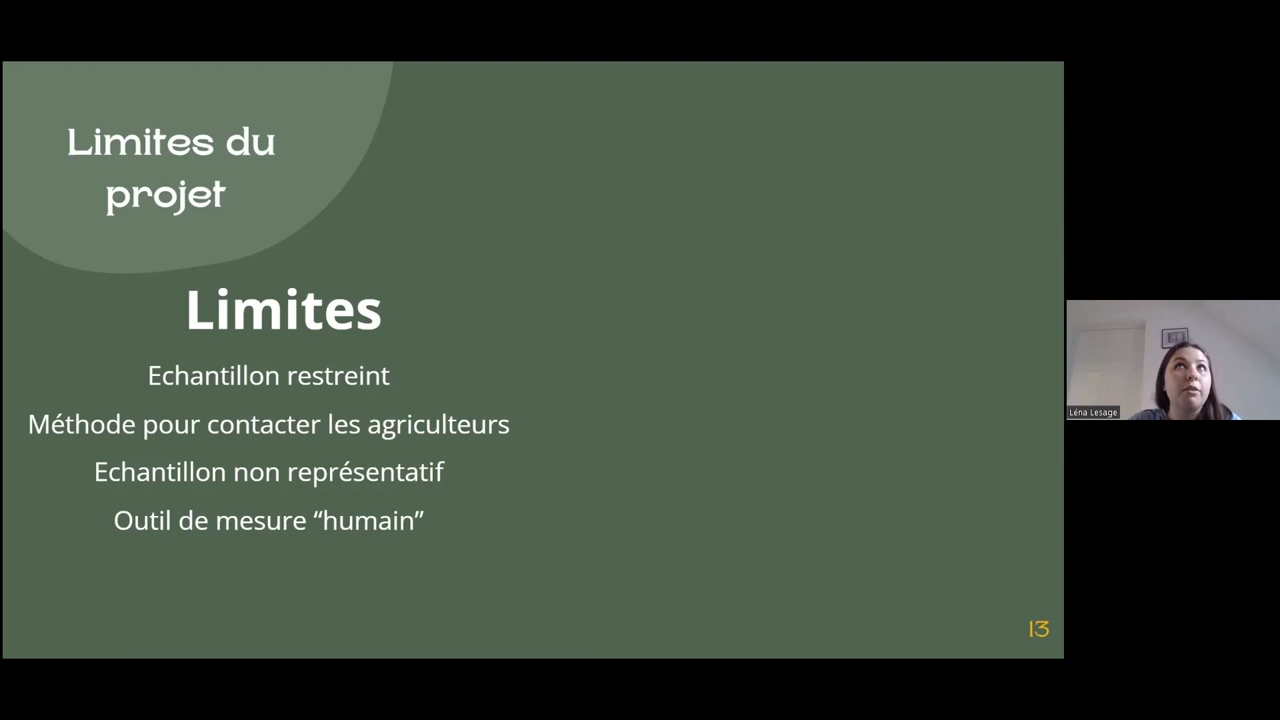 Limites du
projet
Limites
Echantillon restreint
Méthode pour contacter les agriculteurs
Echantillon non représentatif
Outil de mesure “humain”
13
Léna Lesage